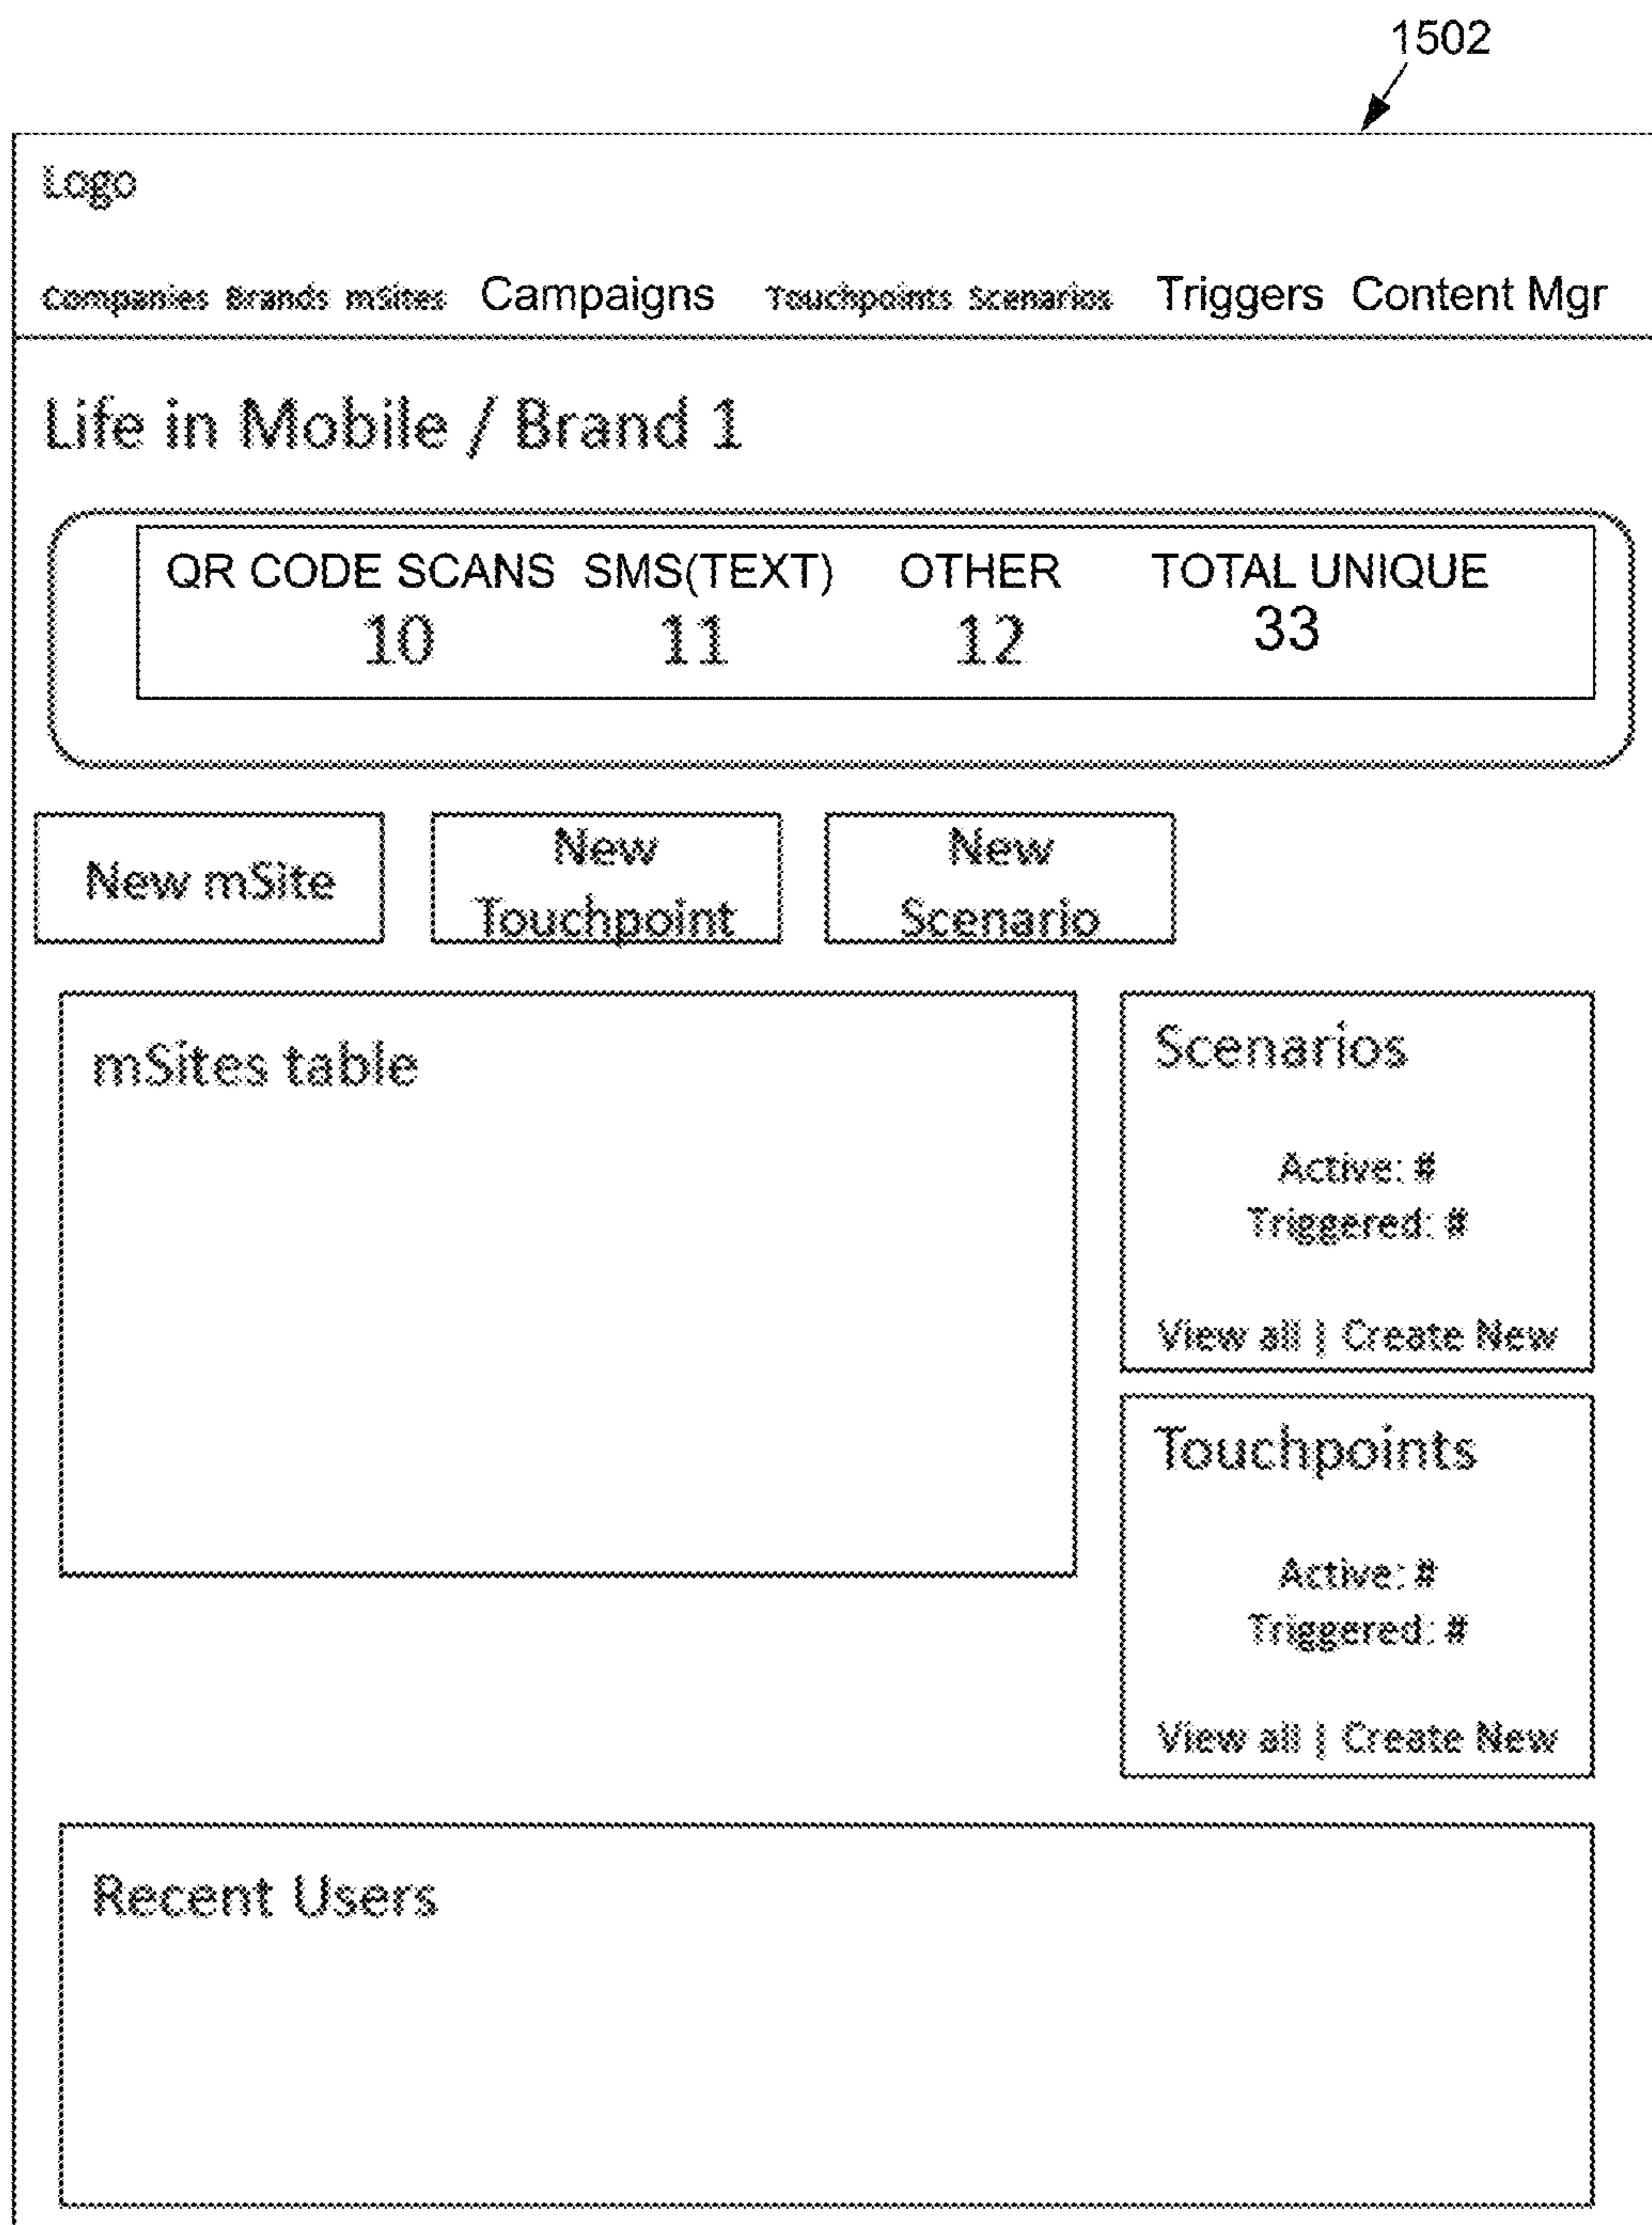 1502
Logo
Companies Brands mSites Campaigns Touchpoints Scenarios Triggers Content Mgr
Life in Mobile / Brand 1
QR CODE SCANS SMS(TEXT) OTHER TOTAL UNIQUE
10 11 12 33
New mSite
New
Touchpoint
New
Scenario
mSites table
Scenarios
Active: #
Triggered: #
View all | Create New
Touchpoints
Active: #
Triggered: #
View all | Create New
Recent Users